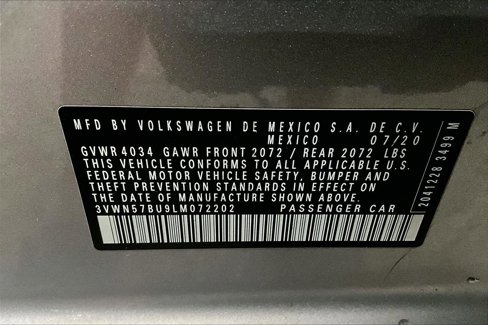 MFD BY VOLKSWAGEN DE MEXICO S.A. DE C.V.
MEXICO 07/20
GVWR 4034 GAWR FRONT 2072 / REAR 2072 LBS
THIS VEHICLE CONFORMS TO ALL APPLICABLE U.S.
FEDERAL MOTOR VEHICLE SAFETY, BUMPER AND
THEFT PREVENTION STANDARDS IN EFFECT ON
THE DATE OF MANUFACTURE SHOWN ABOVE.
3VWN57BU9LM072202 PASSENGER CAR
2041228 3499 M